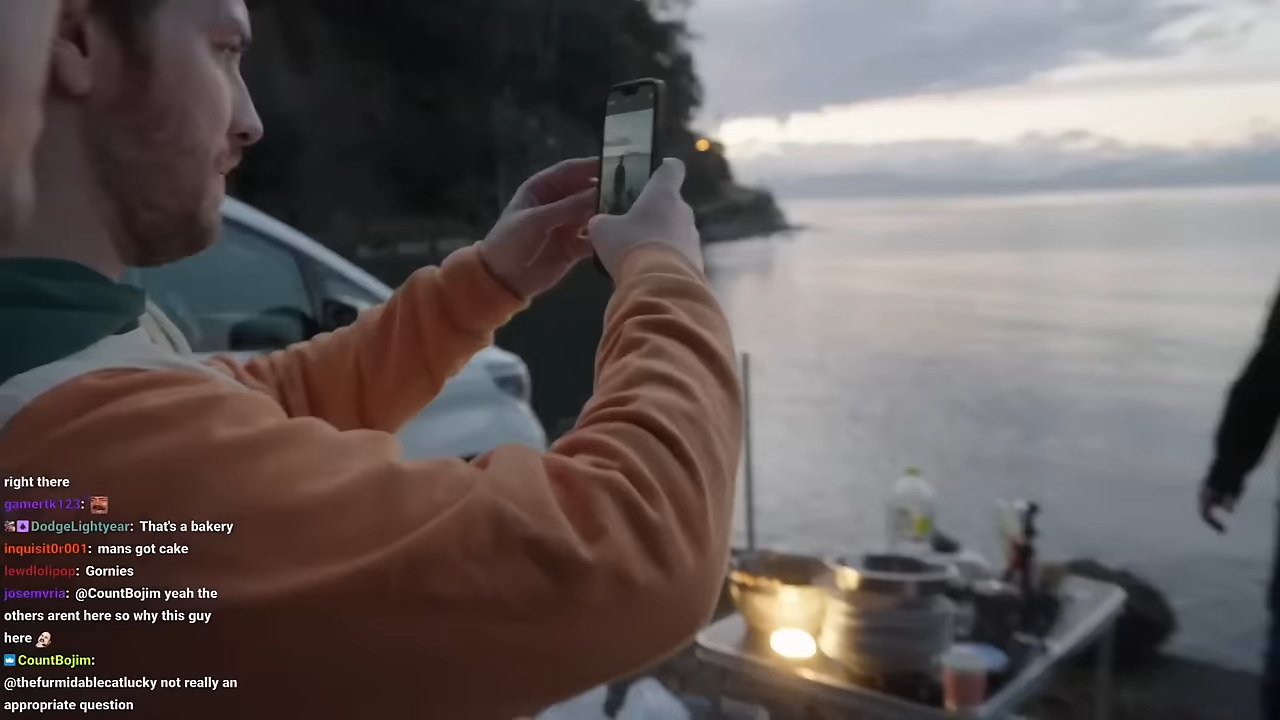 right there
gamertk123:
DodgeLightyear: That's a bakery
inquisit0r001: mans got cake
lewdlolipop: Gornies
josemvria: @CountBojim yeah the
others arent here so why this guy
here
CountBojim:
@thefurmidablecatlucky not really an
appropriate question